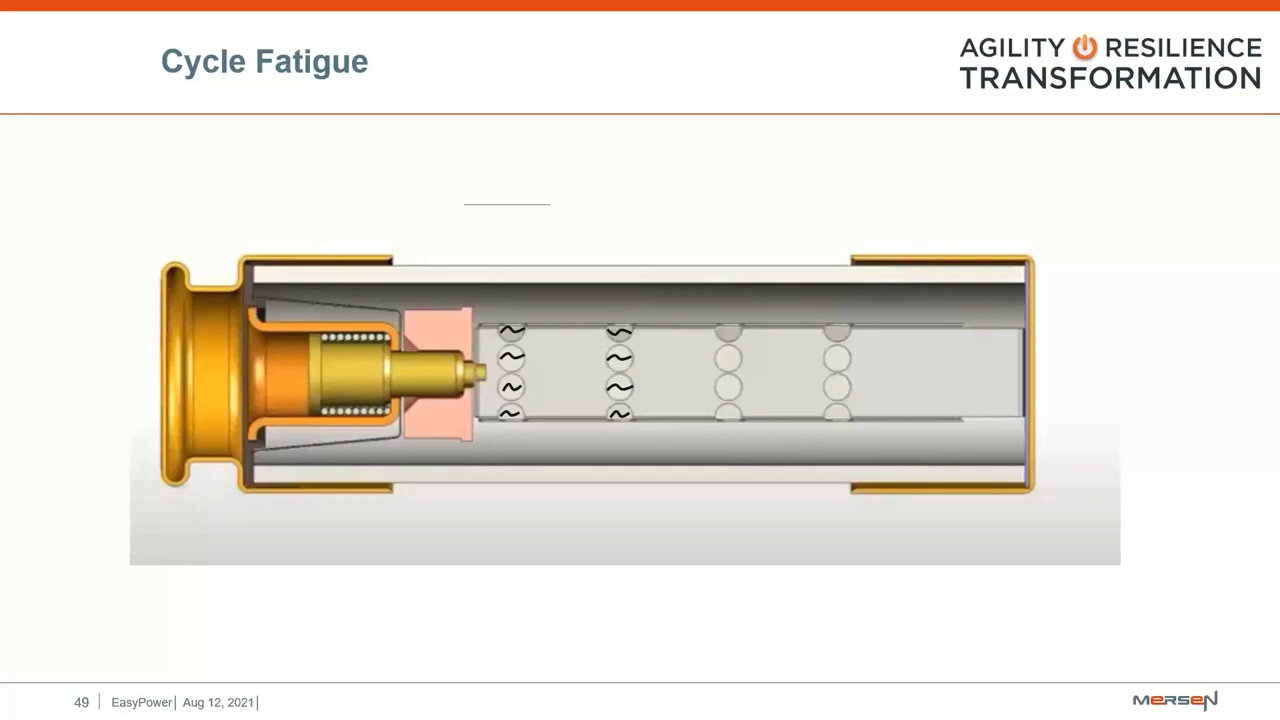 Cycle Fatigue
AGILITY RESILIENCE
TRANSFORMATION
49 | EasyPower| Aug 12, 2021|
MERSEN